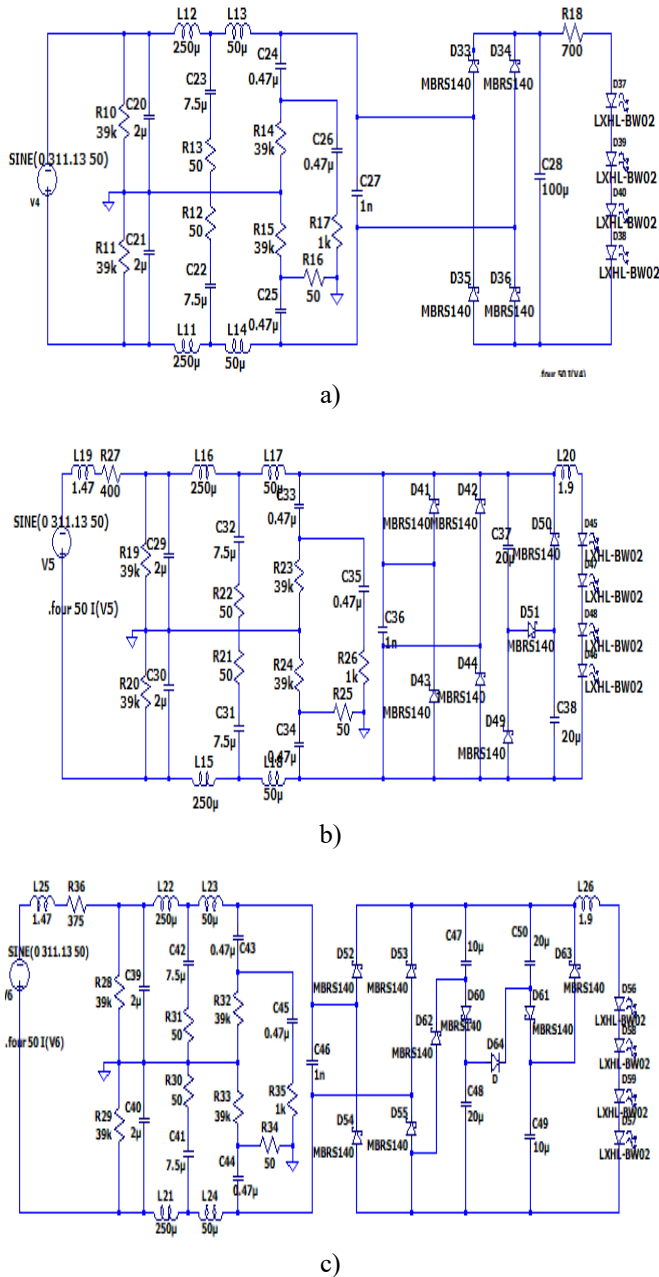 L12
L13
250µ
50µ
C24
0.47µ
C23
7.5µ
R10
39k
C20
2µ
R14
39k
C26
0.47µ
SINE(0 311.13 50)
V4
R13
50
R12
50
C27
1n
R11
39k
C21
2µ
R15
39k
R17
1k
R16
50
C22
7.5µ
C25
0.47µ
L11
250µ
L14
50µ
D33
MBRS140
D34
MBRS140
R18
700
D37
LXHL-BW02
D39
LXHL-BW02
D40
LXHL-BW02
D38
LXHL-BW02
C28
100µ
D35
MBRS140
D36
MBRS140
.four 50 I(V4)
a)
L19
1.47
R27
400
L16
250µ
L17
50µ
C33
0.47µ
SINE(0 311.13 50)
V5
.four 50 I(V5)
R19
39k
C29
2µ
C32
7.5µ
R22
50
R23
39k
C35
0.47µ
C36
1n
R20
39k
C30
2µ
R21
50
R24
39k
R26
1k
R25
50
C31
7.5µ
C34
0.47µ
L15
250µ
L18
50µ
D41
MBRS140
D42
MBRS140
C37
20µ
D50
MBRS140
L20
1.9
D45
LXHL-BW02
D47
LXHL-BW02
D48
LXHL-BW02
D46
LXHL-BW02
D51
MBRS140
D43
MBRS140
D44
MBRS140
D49
MBRS140
C38
20µ
b)
L25
1.47
R36
375
L22
250µ
L23
50µ
C43
0.47µ
SINE(0 311.13 50)
V6
.four 50 I(V6)
R28
39k
C39
2µ
C42
7.5µ
R31
50
R32
39k
C45
0.47µ
C46
1n
R29
39k
C40
2µ
R30
50
R33
39k
R35
1k
R34
50
C41
7.5µ
C44
0.47µ
L21
250µ
L24
50µ
D52
MBRS140
D53
MBRS140
C47
10µ
C50
20µ
D63
MBRS140
L26
1.9
D62
MBRS140
D60
MBRS140
D61
MBRS140
D64
D
D54
MBRS140
D55
MBRS140
C48
20µ
C49
10µ
D56
LXHL-BW02
D58
LXHL-BW02
D59
LXHL-BW02
D57
LXHL-BW02
c)